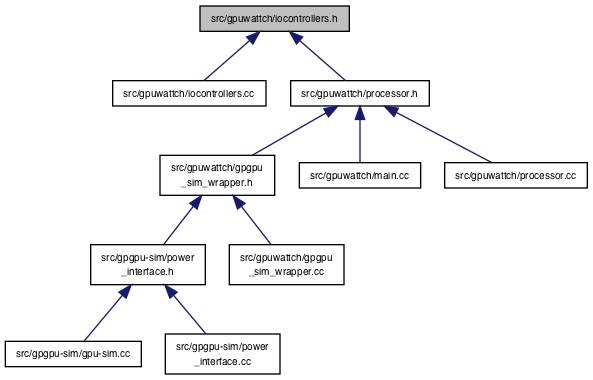 src/gpuwattch/iocontrollers.h
src/gpuwattch/iocontrollers.cc
src/gpuwattch/processor.h
src/gpuwattch/gpgpu
_sim_wrapper.h
src/gpuwattch/main.cc
src/gpuwattch/processor.cc
src/gpgpu-sim/power
_interface.h
src/gpuwattch/gpgpu
_sim_wrapper.cc
src/gpgpu-sim/gpu-sim.cc
src/gpgpu-sim/power
_interface.cc